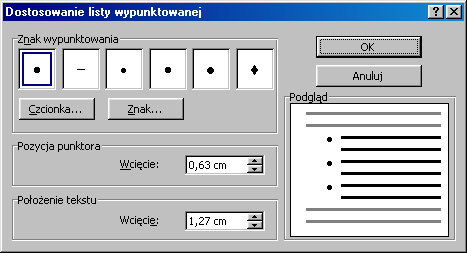 Dostosowanie listy wypunktowanej
Znak wypunktowania
OK
Anuluj
Czcionka...
Znak...
Podgląd
Pozycja punktora
Wcięcie:
0,63 cm
Położenie tekstu
Wcięcie:
1,27 cm